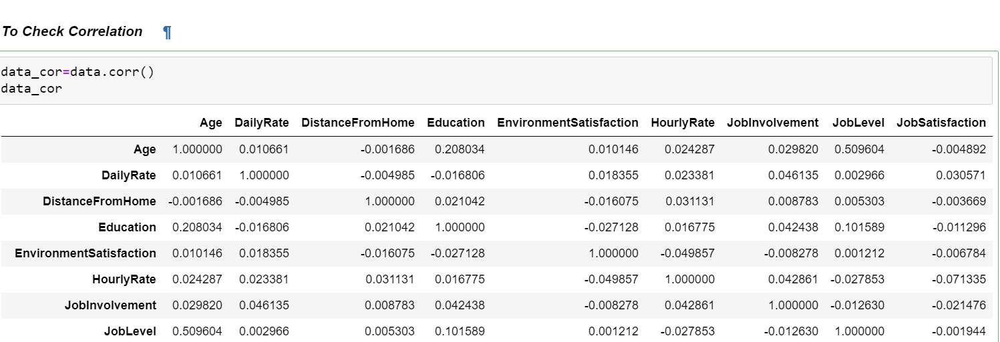 To Check Correlation ¶
data_cor=data.corr()
data_cor
Age DailyRate DistanceFromHome Education EnvironmentSatisfaction HourlyRate JobInvolvement JobLevel JobSatisfaction
Age 1.000000 0.010661 -0.001686 0.208034 0.010146 0.024287 0.029820 0.509604 -0.004892
DailyRate 0.010661 1.000000 -0.004985 -0.016806 0.018355 0.023381 0.046135 0.002966 0.030571
DistanceFromHome -0.001686 -0.004985 1.000000 0.021042 -0.016075 0.031131 0.008783 0.005303 -0.003669
Education 0.208034 -0.016806 0.021042 1.000000 -0.027128 0.016775 0.042438 0.101589 -0.011296
EnvironmentSatisfaction 0.010146 0.018355 -0.016075 -0.027128 1.000000 -0.049857 -0.008278 0.001212 -0.006784
HourlyRate 0.024287 0.023381 0.031131 0.016775 -0.049857 1.000000 0.042861 -0.027853 -0.071335
JobInvolvement 0.029820 0.046135 0.008783 0.042438 -0.008278 0.042861 1.000000 -0.012630 -0.021476
JobLevel 0.509604 0.002966 0.005303 0.101589 0.001212 -0.027853 -0.012630 1.000000 -0.001944